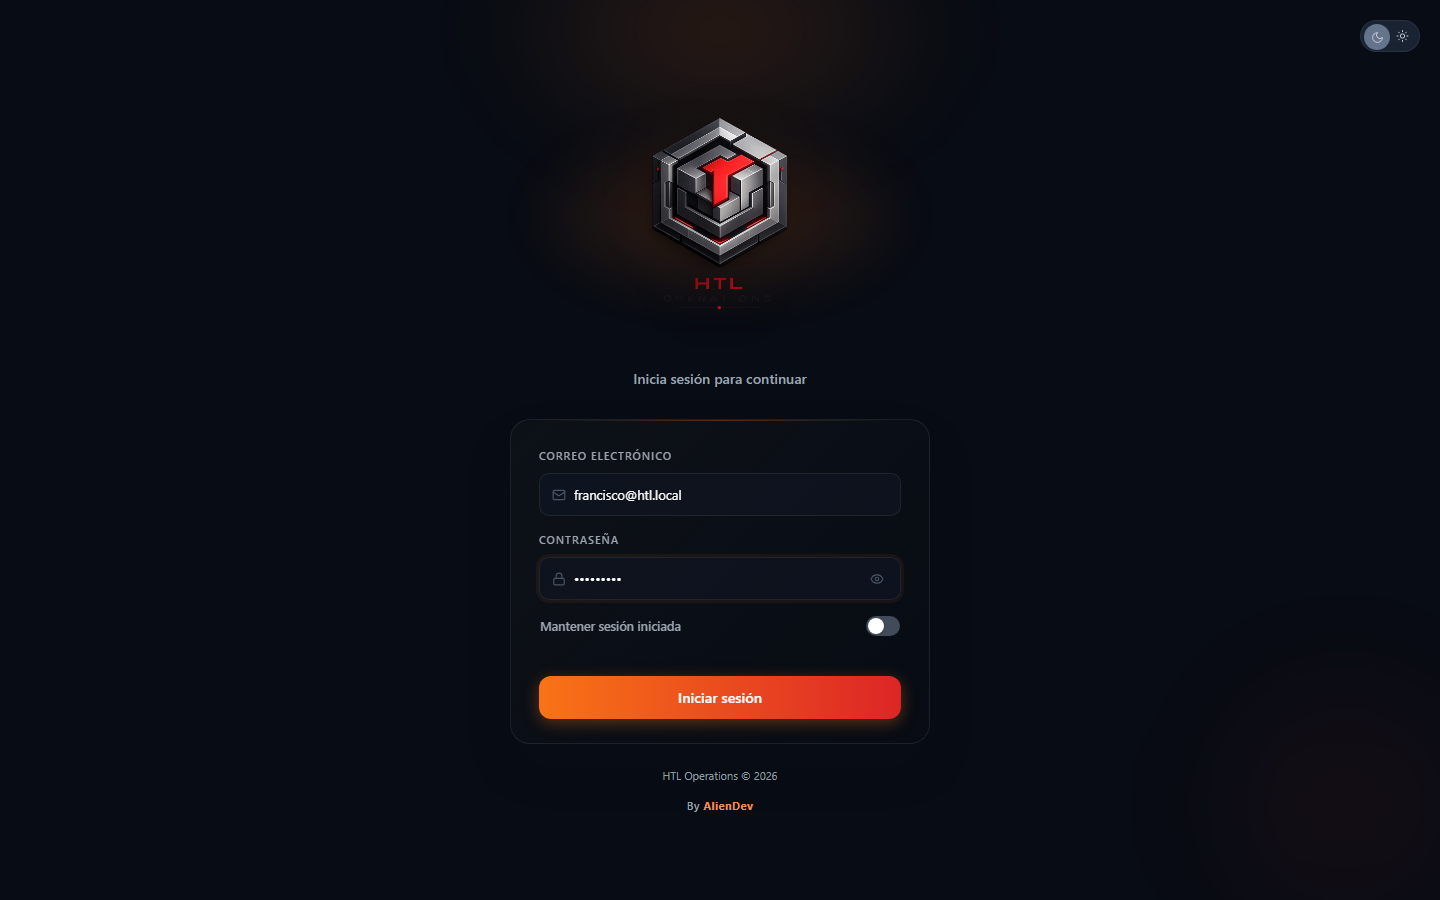 HTL
OPERATIONS
Inicia sesión para continuar
CORREO ELECTRÓNICO
francisco@htl.local
CONTRASEÑA
•••••••••
Mantener sesión iniciada
Iniciar sesión
HTL Operations © 2026
By AlienDev